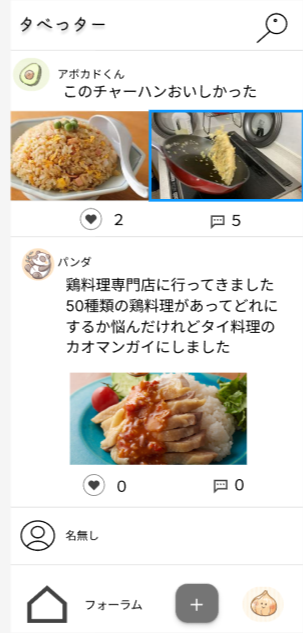 タベッター
アボカドくん
このチャーハンおいしかった
2
5
パンダ
鶏料理専門店に行ってきました
50種類の鶏料理があってどれに
するか悩んだけれどタイ料理の
カオマンガイにしました
0
0
名無し
フォーラム
+